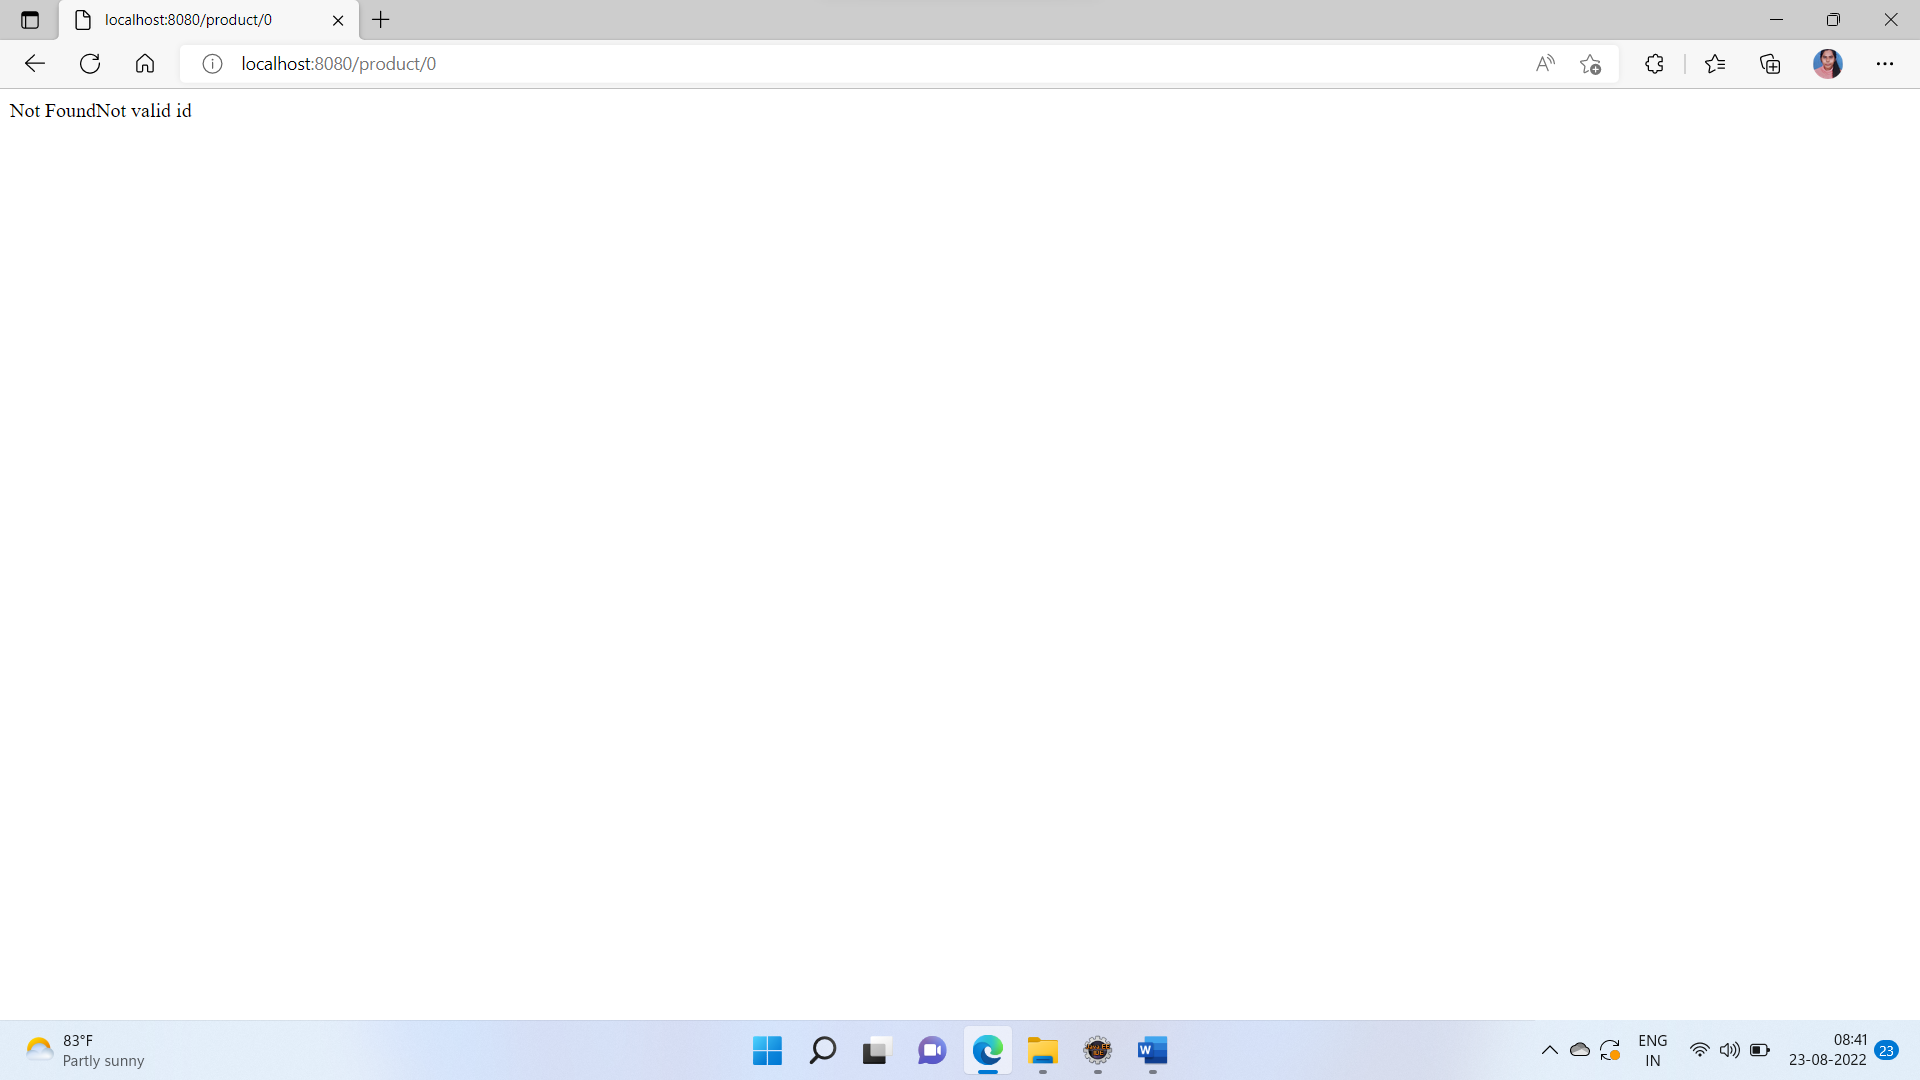 localhost:8080/product/0
localhost:8080/product/0
Not FoundNot valid id
83°F
Partly sunny
W
ENG
IN
08:41
23-08-2022
23